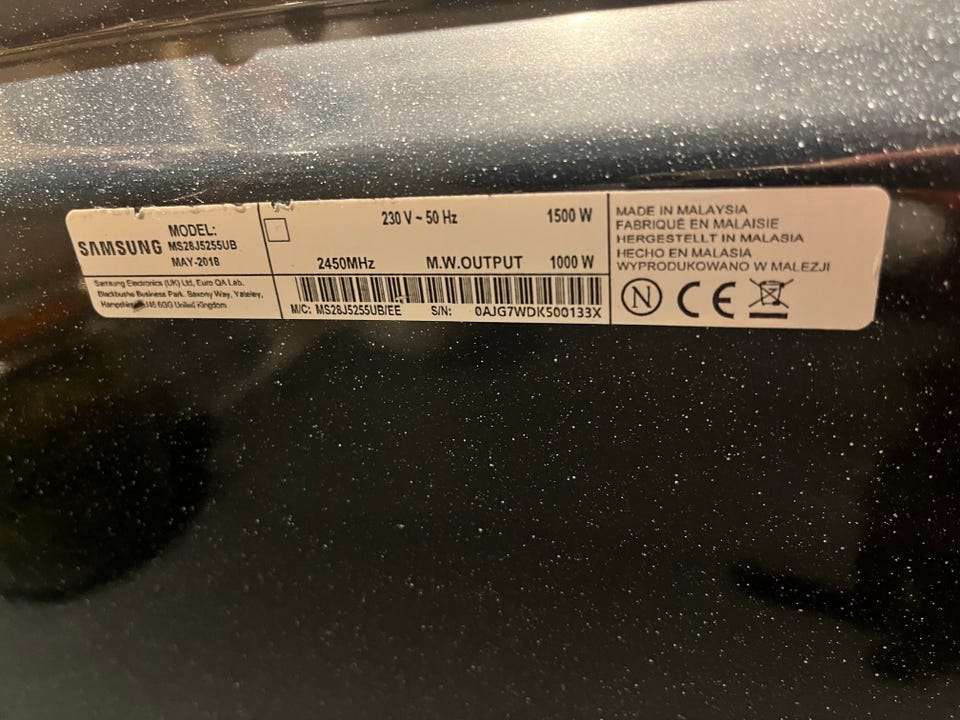 SAMSUNG
MODEL:
MS28J5255UB
MAY-2018
Samsung Electronics (UK) Ltd, Euro QA Lab.
Blackbushe Business Park, Saxony Way, Yateley,
6GG United Kingdom
230 V ~ 50 Hz 1500 W
2450MHz M.W.OUTPUT 1000 W
M/C: MS28J5255UB/EE S/N: 0AJG7WDK500133X
MADE IN MALAYSIA
FABRIQUÉ EN MALAISIE
HERGESTELLT IN MALASIA
HECHO EN MALASIA
WYPRODUKOWANO W MALEZJI
N CE